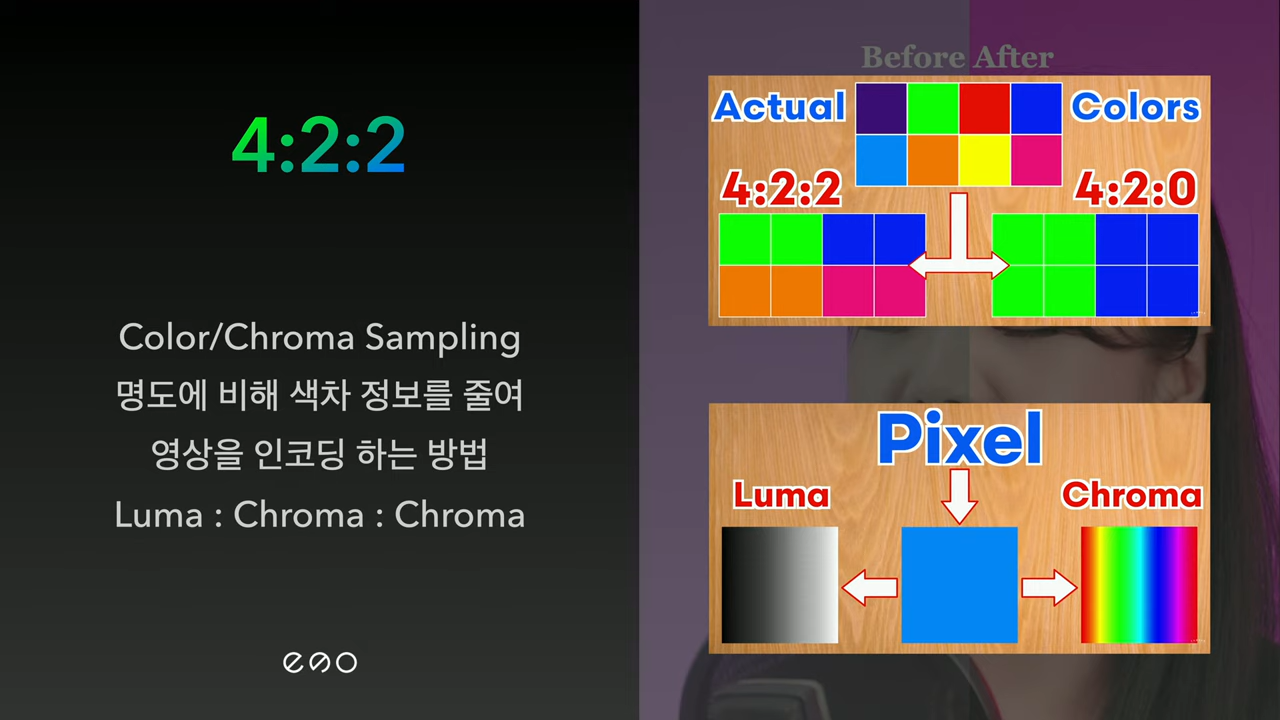 4:2:2
Color/Chroma Sampling
명도에 비해 색차 정보를 줄여
영상을 인코딩 하는 방법
Luma : Chroma : Chroma
eno
Before After
Actual Colors
4:2:2 4:2:0
Pixel
Luma Chroma